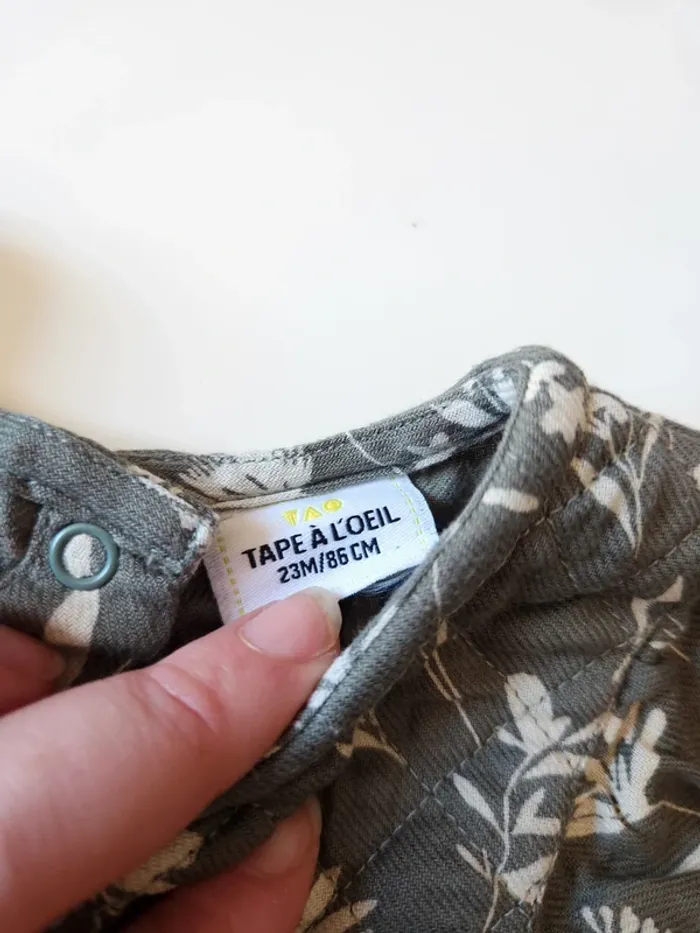 TAO
TAPE À L'OEIL
23M/86 CM